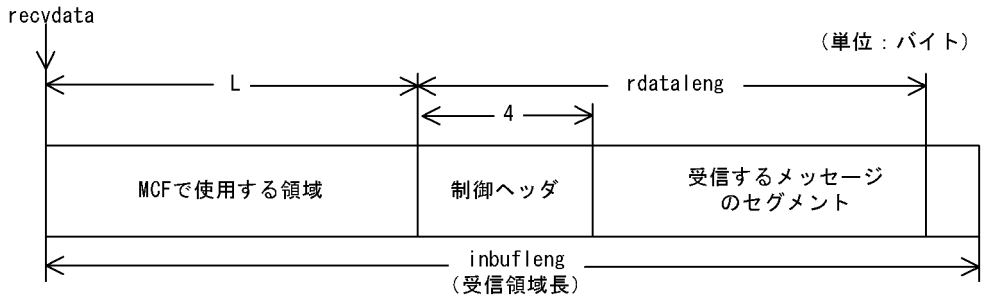 recvdata
（単位：バイト）
L
rdataleng
4
MCFで使用する領域
制御ヘッダ
受信するメッセージ
のセグメント
inbufleng
（受信領域長）